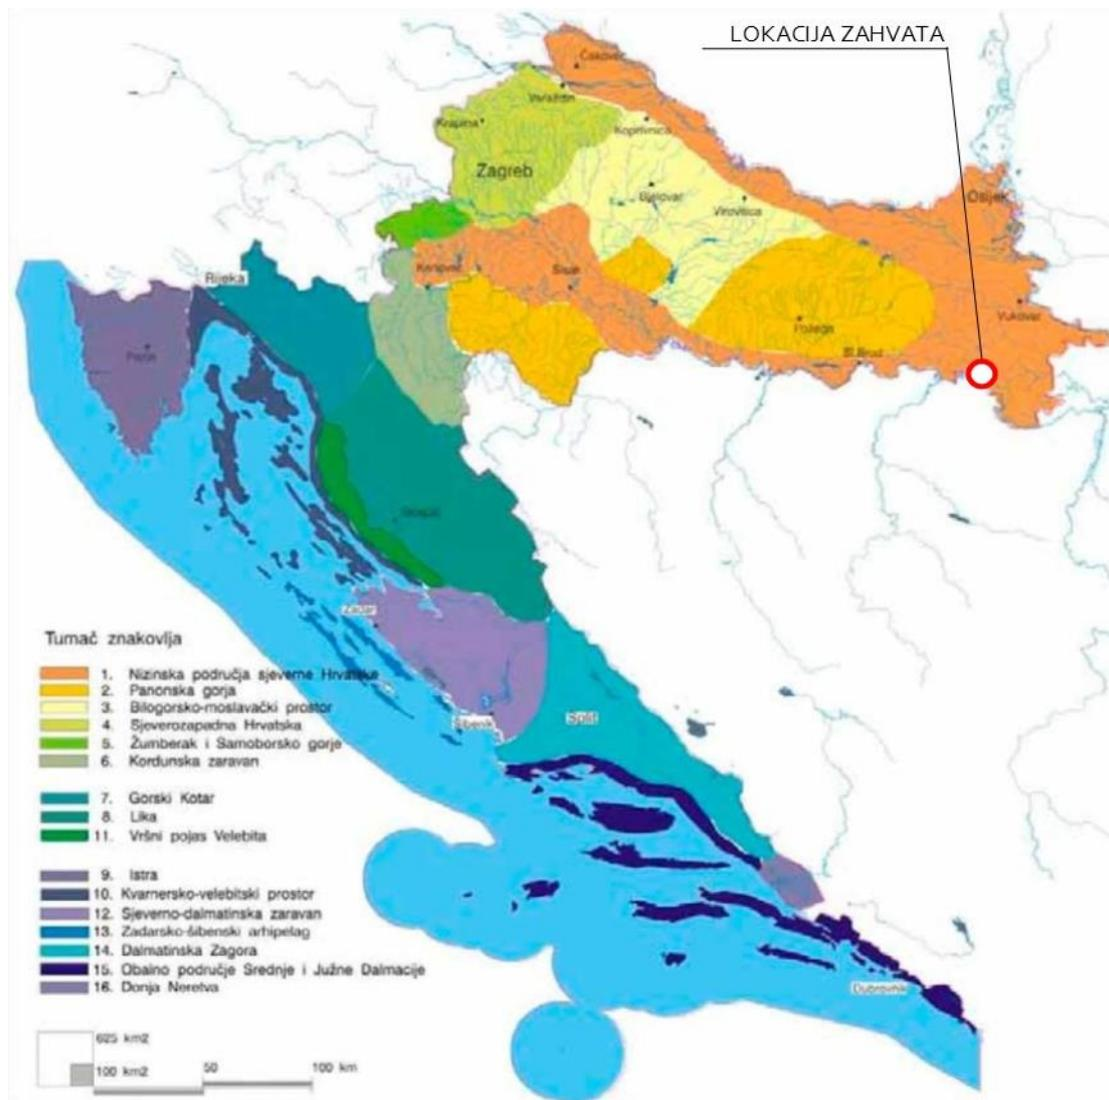 LOKACIJA ZAHVATA
Čakovec
Varaždin
Krapina
Koprivnica
Zagreb
Bjelovar
Virovitica
Osijek
Rijeka
Karlovac
Sisak
Vukovar
Požega
Sl.Brod
Pazin
Gospić
Zadar
Šibenik
Split
Dubrovnik
Tumač znakovlja
1. Nizinska područja sjeverne Hrvatske
2. Panonska gorja
3. Bilogorsko-moslavački prostor
4. Sjeverozapadna Hrvatska
5. Žumberak i Samoborsko gorje
6. Kordunska zaravan
7. Gorski Kotar
8. Lika
11. Vršni pojas Velebita
9. Istra
10. Kvarnersko-velebitski prostor
12. Sjeverno-dalmatinska zaravan
13. Zadarsko-šibenski arhipelag
14. Dalmatinska Zagora
15. Obalno područje Srednje i Južne Dalmacije
16. Donja Neretva
625 km2
100 km2
50
100 km